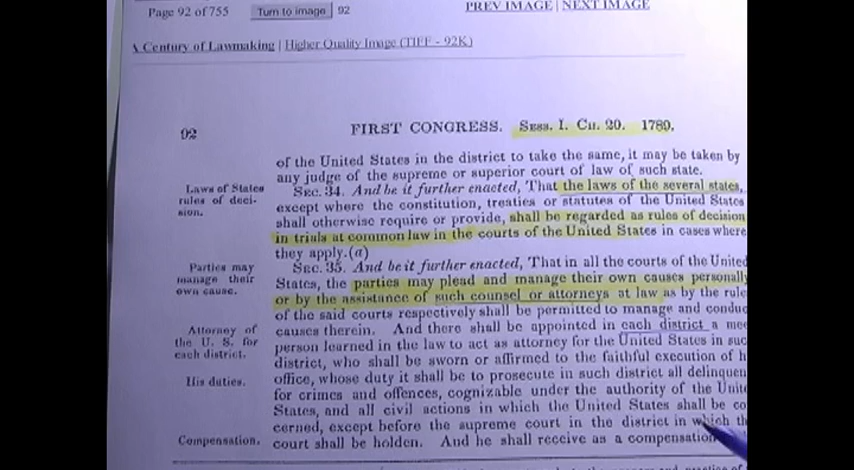 Page 92 of 755 Turn to image 92
PREV IMAGE | NEXT IMAGE
A Century of Lawmaking | Higher Quality Image (TIFF - 92K)
92 FIRST CONGRESS. Sess. I. Ch. 20. 1789.
of the United States in the district to take the same, it may be taken by
any judge of the supreme or superior court of law of such state.
Laws of States rules of deci-
sion.
Sec. 34. And be it further enacted, That the laws of the several states,
except where the constitution, treaties or statutes of the United States
shall otherwise require or provide, shall be regarded as rules of decision
in trials at common law in the courts of the United States in cases where
they apply.(a)
Parties may
manage their
own cause.
Sec. 35. And be it further enacted, That in all the courts of the United
States, the parties may plead and manage their own causes personally
or by the assistance of such counsel or attorneys at law as by the rule
of the said courts respectively shall be permitted to manage and conduc
causes therein. And there shall be appointed in each district a mee
Attorney of
the U. S. for
each district.
person learned in the law to act as attorney for the United States in suc
district, who shall be sworn or affirmed to the faithful execution of h
His duties.
office, whose duty it shall be to prosecute in such district all delinquen
for crimes and offences, cognizable under the authority of the Unite
States, and all civil actions in which the United States shall be co
cerned, except before the supreme court in the district in which th
Compensation.
court shall be holden. And he shall receive as a compensation